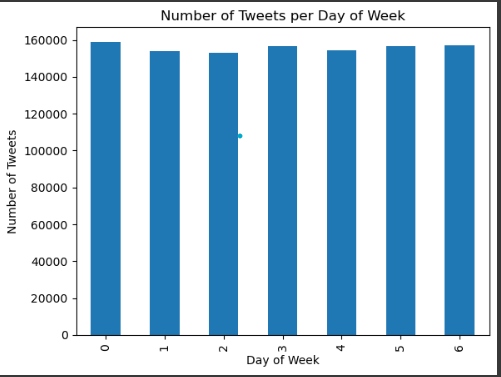 Number of Tweets per Day of Week
160000
140000
120000
100000
80000
60000
40000
20000
0
Number of Tweets
0 1 2 3 4 5 6
Day of Week